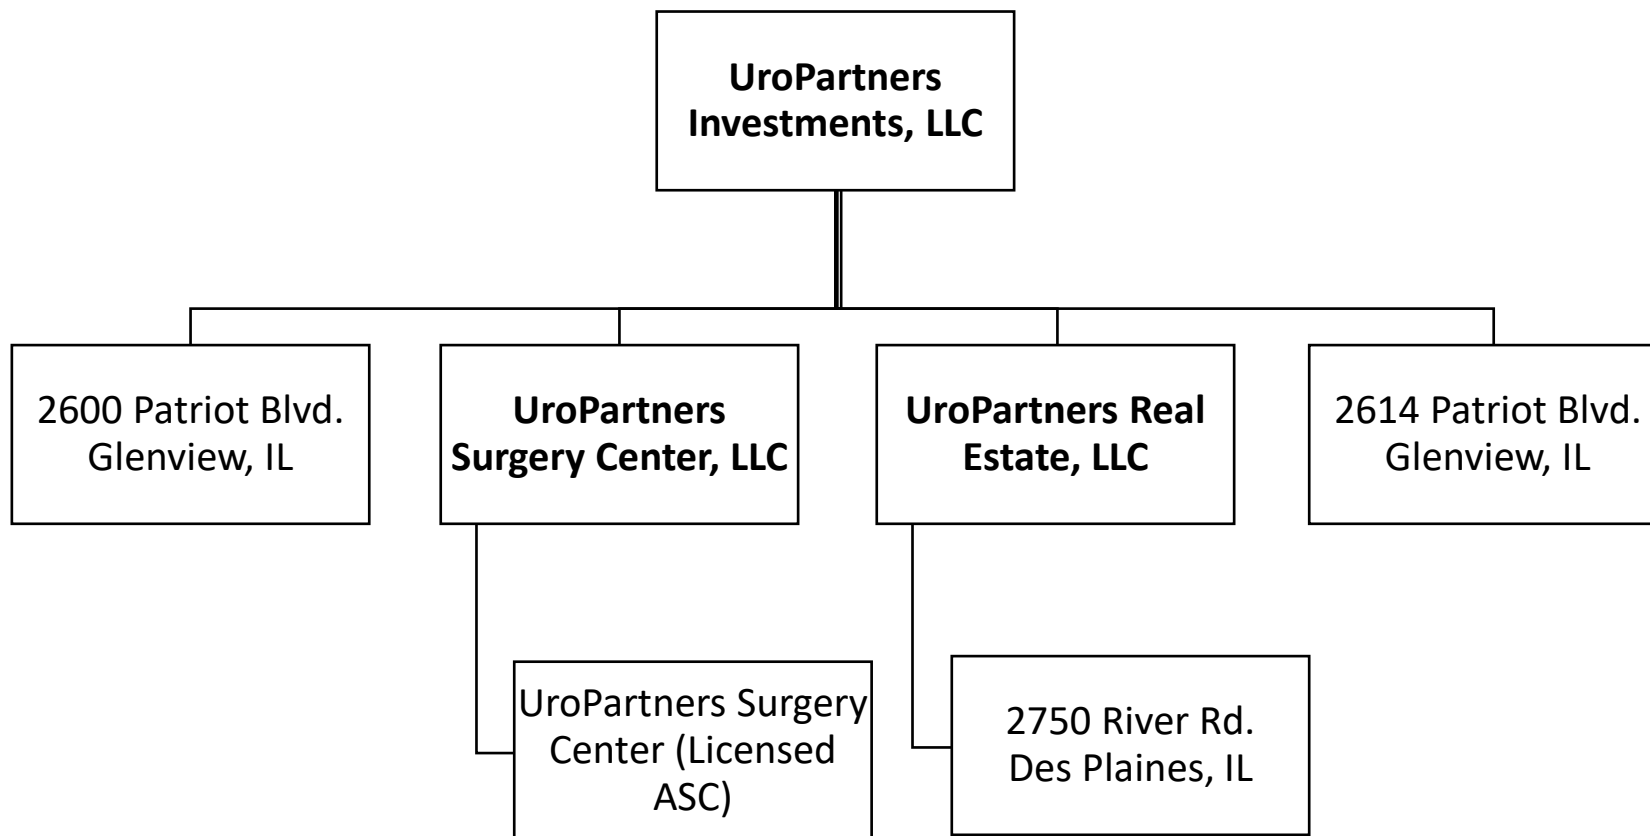 UroPartners
Investments, LLC
2600 Patriot Blvd.
Glenview, IL
UroPartners
Surgery Center, LLC
UroPartners Real
Estate, LLC
2614 Patriot Blvd.
Glenview, IL
UroPartners Surgery
Center (Licensed
ASC)
2750 River Rd.
Des Plaines, IL